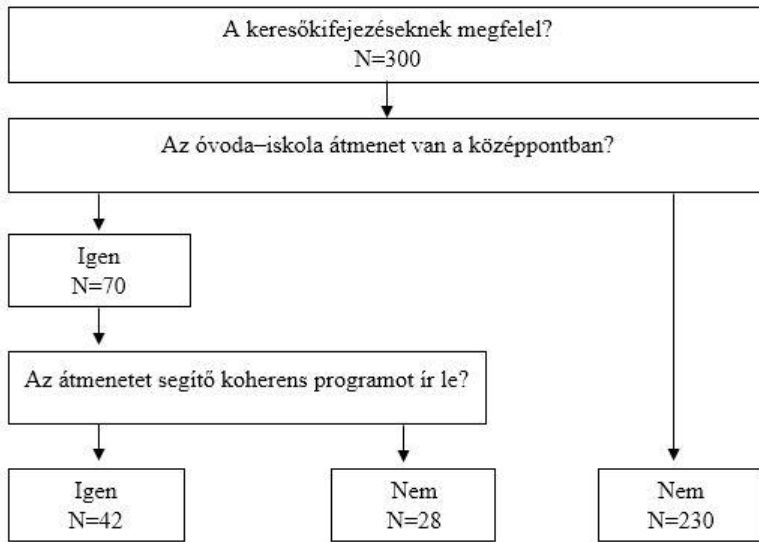 A keresőkifejezéseknek megfelel?
N=300
Az óvoda–iskola átmenet van a középpontban?
Igen
N=70
Az átmenetet segítő koherens programot ír le?
Igen
N=42
Nem
N=28
Nem
N=230